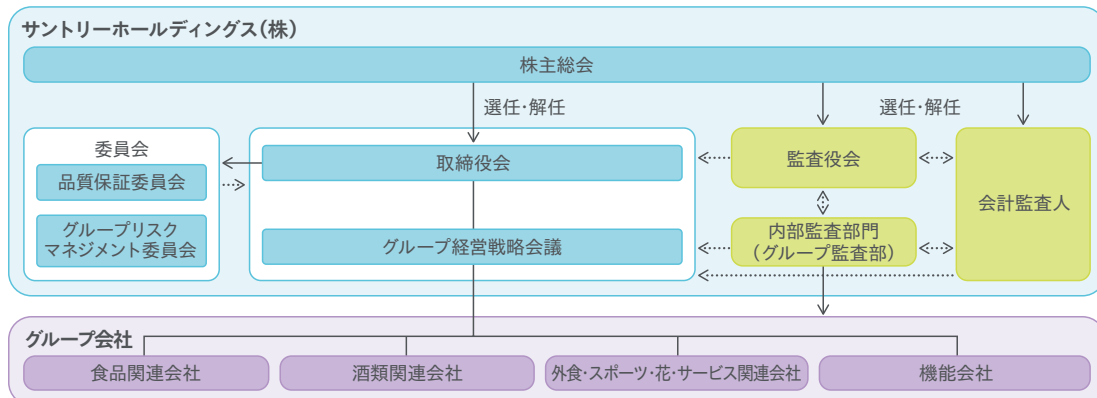 サントリーホールディングス(株)
株主総会
選任・解任
選任・解任
委員会
品質保証委員会
グループリスク
マネジメント委員会
取締役会
グループ経営戦略会議
監査役会
内部監査部門
(グループ監査部)
会計監査人
グループ会社
食品関連会社
酒類関連会社
外食・スポーツ・花・サービス関連会社
機能会社